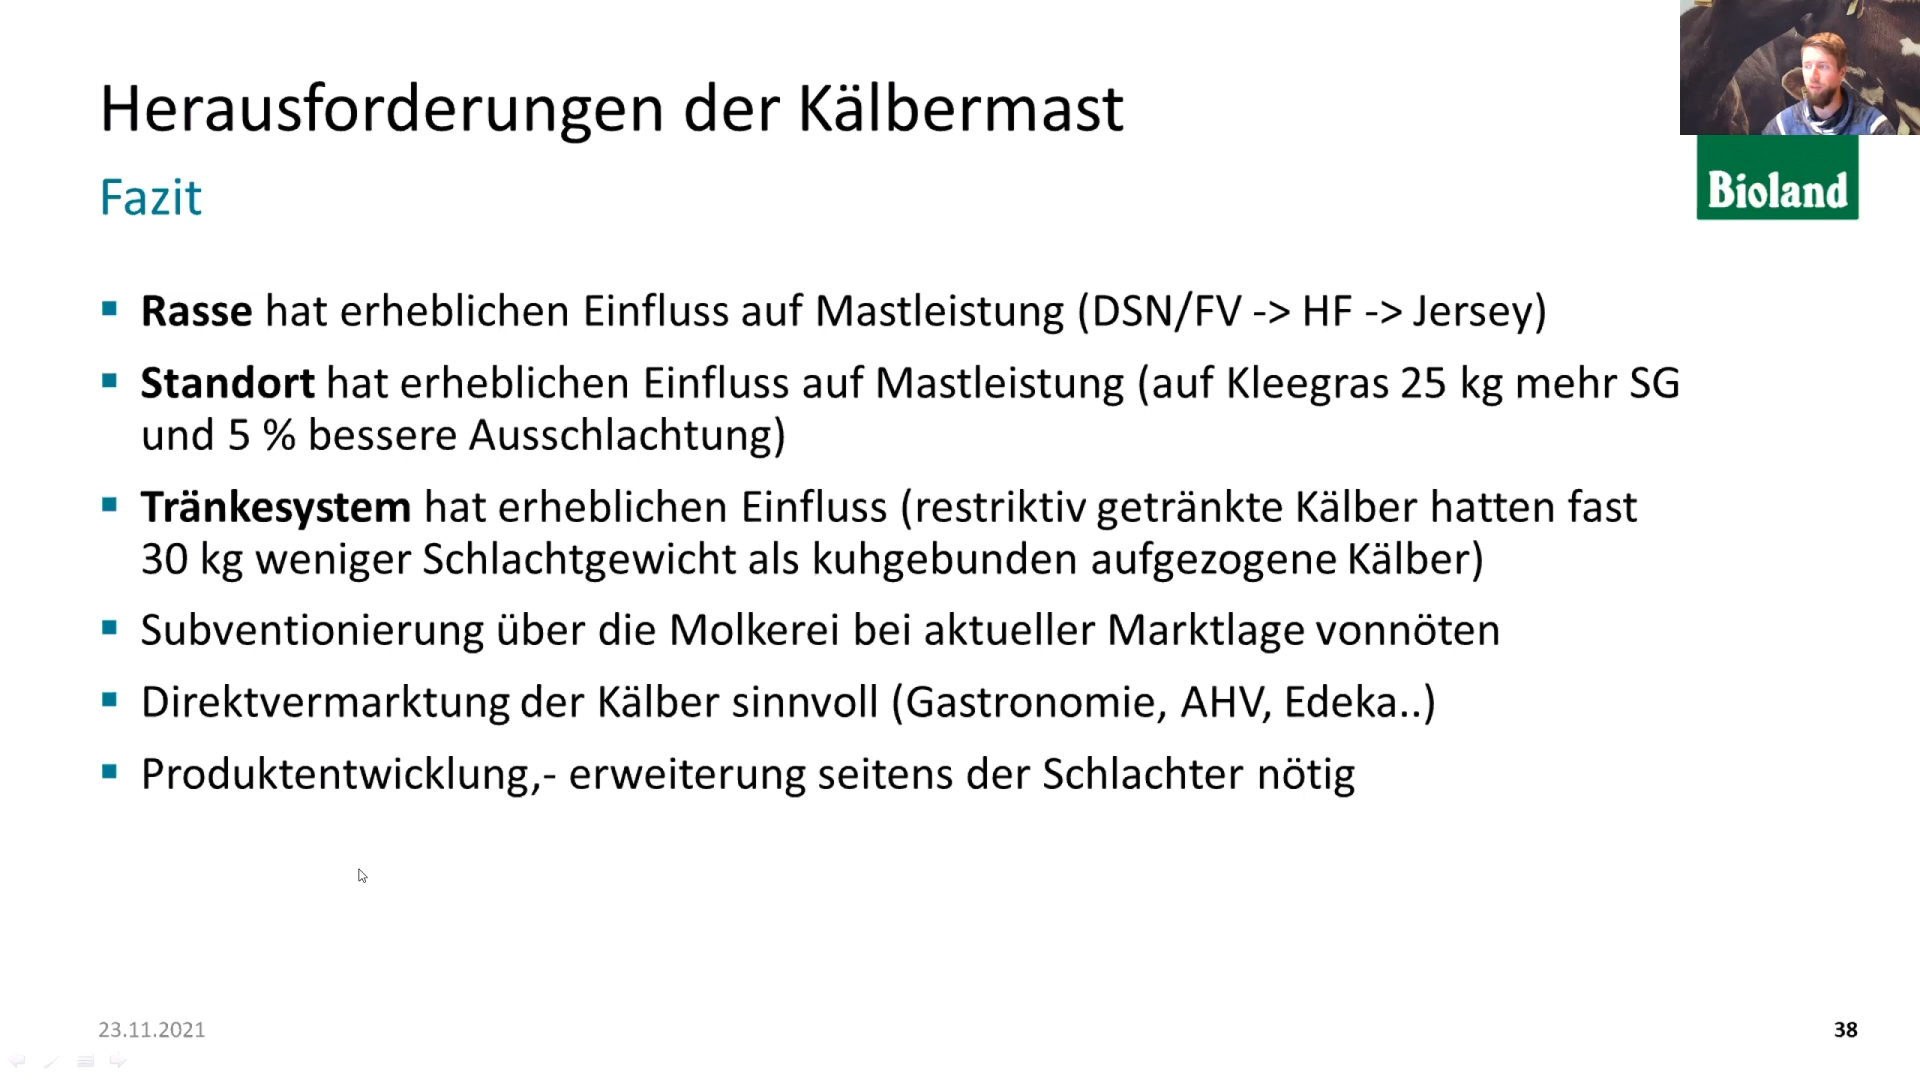 Herausforderungen der Kälbermast
Fazit
Bioland
▪ Rasse hat erheblichen Einfluss auf Mastleistung (DSN/FV -> HF -> Jersey)
▪ Standort hat erheblichen Einfluss auf Mastleistung (auf Kleegras 25 kg mehr SG
und 5 % bessere Ausschlachtung)
▪ Tränkesystem hat erheblichen Einfluss (restriktiv getränkte Kälber hatten fast
30 kg weniger Schlachtgewicht als kuhgebunden aufgezogene Kälber)
▪ Subventionierung über die Molkerei bei aktueller Marktlage vonnöten
▪ Direktvermarktung der Kälber sinnvoll (Gastronomie, AHV, Edeka..)
▪ Produktentwicklung,- erweiterung seitens der Schlachter nötig
23.11.2021
38